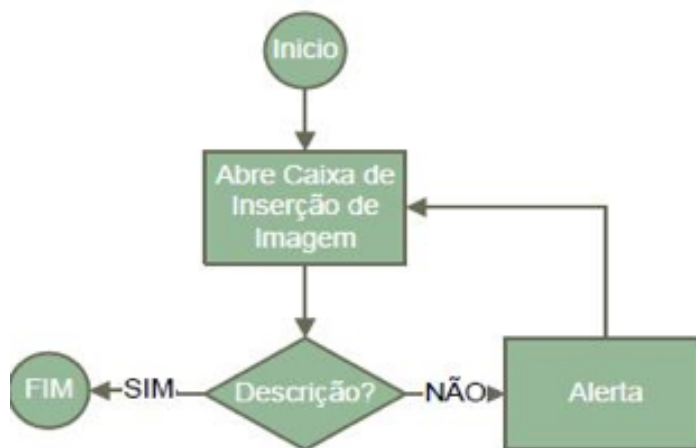 Inicio
Abre Caixa de
Inserção de
Imagem
FIM
SIM
Descrição?
NÃO
Alerta